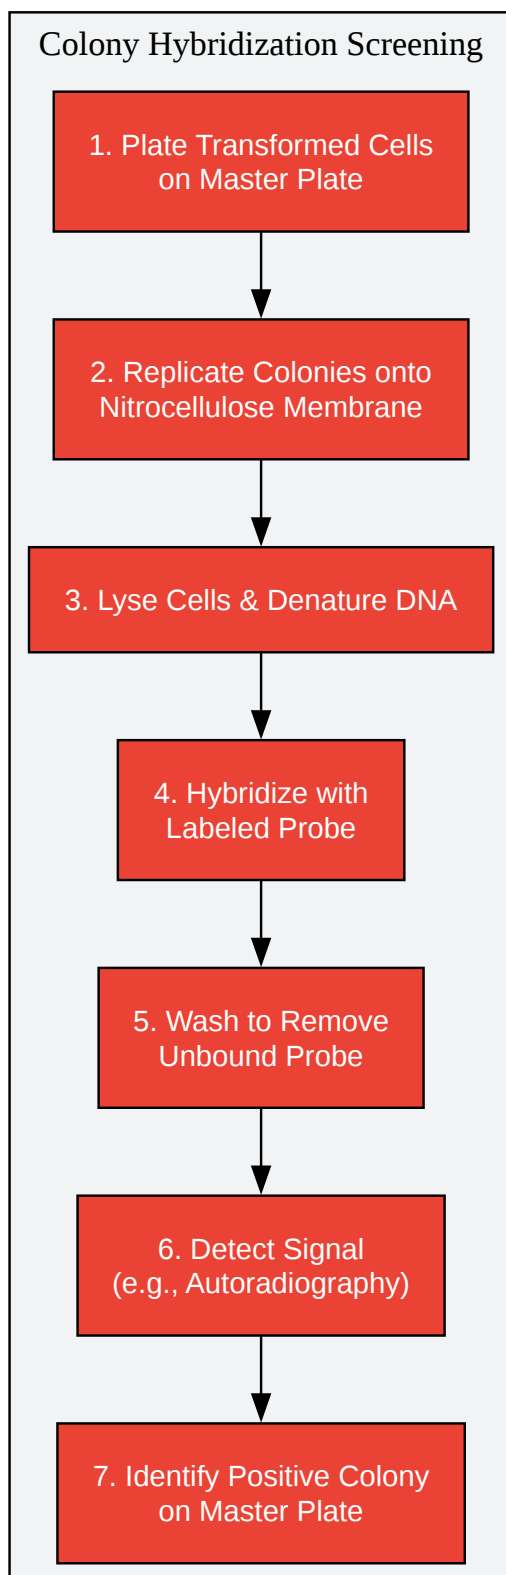 Colony Hybridization Screening
1. Plate Transformed Cells
on Master Plate
2. Replicate Colonies onto
Nitrocellulose Membrane
3. Lyse Cells & Denature DNA
4. Hybridize with
Labeled Probe
5. Wash to Remove
Unbound Probe
6. Detect Signal
(e.g., Autoradiography)
7. Identify Positive Colony
on Master Plate